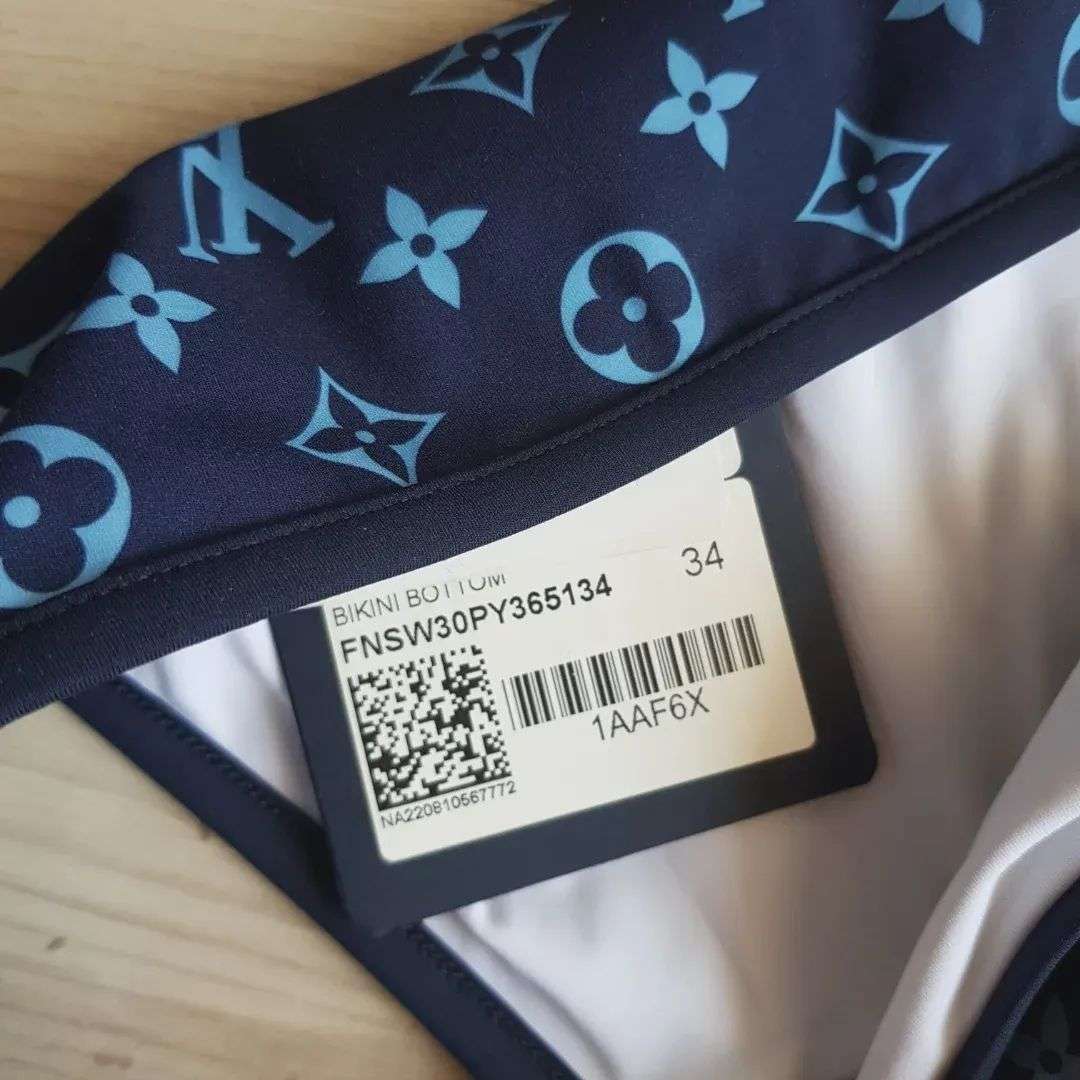 BIKINI BOTTOM
34
FNSW30PY365134
1AAF6X
NA220810567772